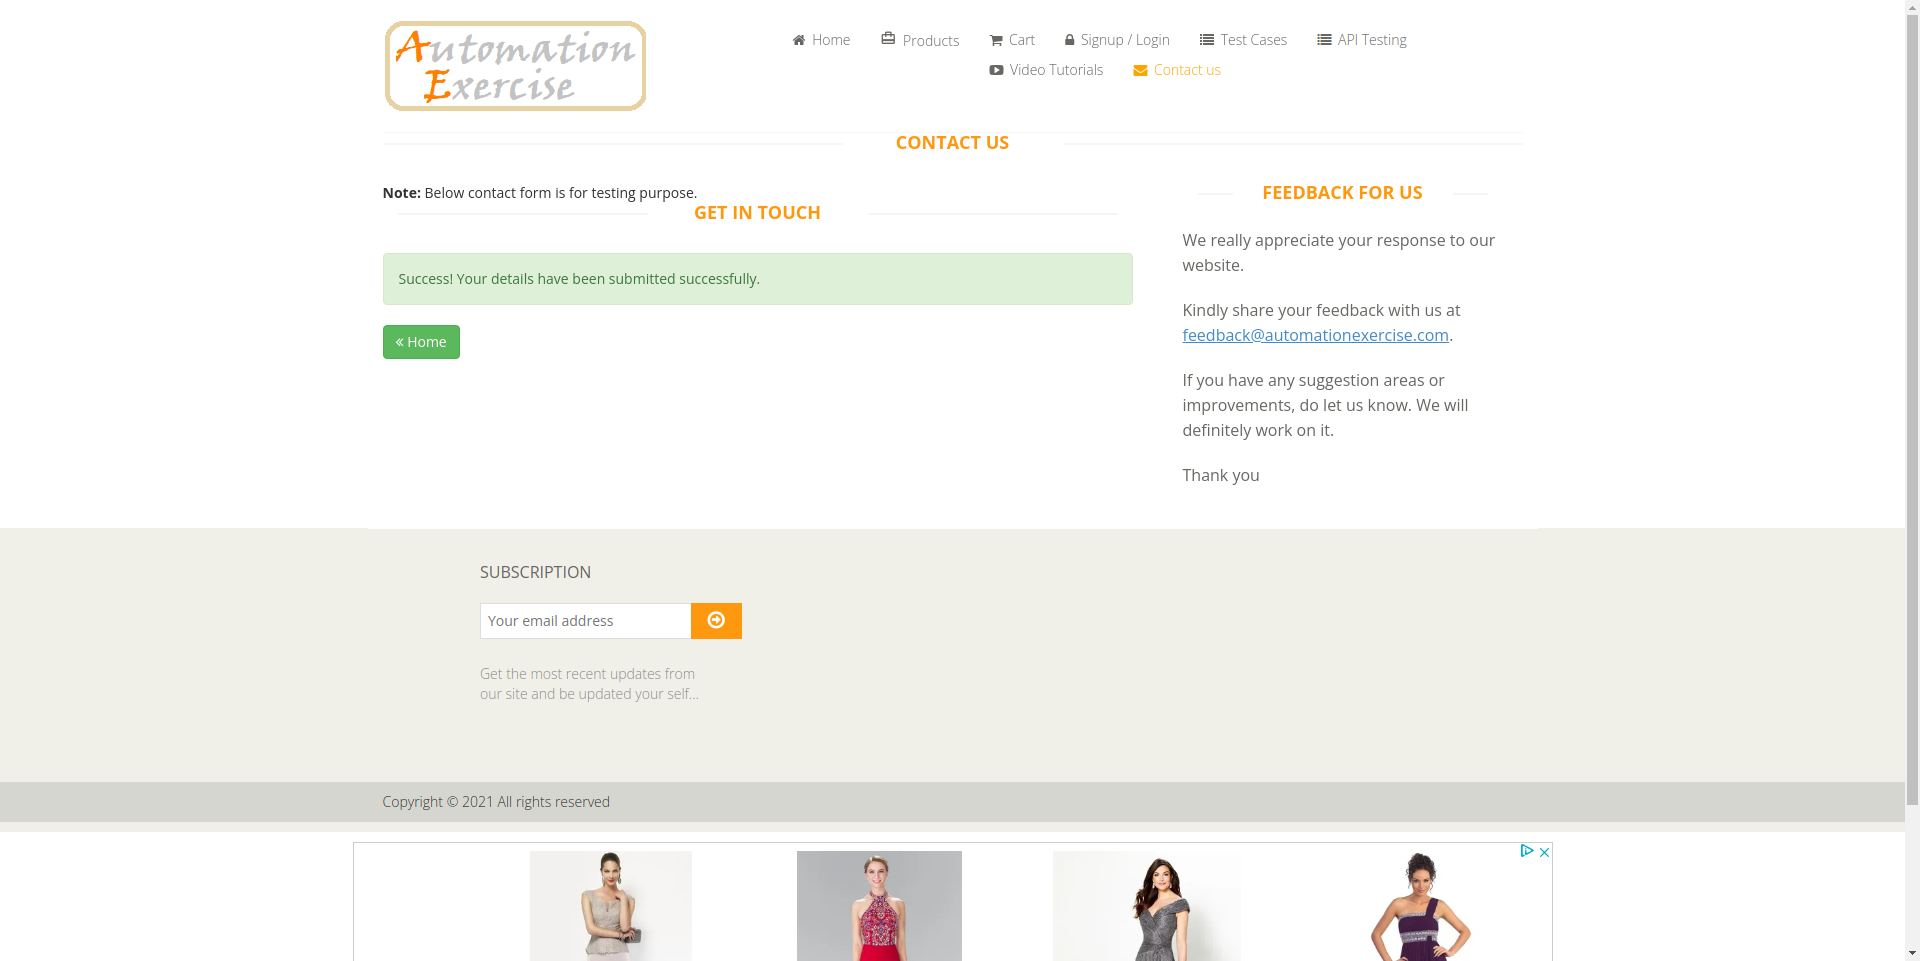 Automation
Exercise
Home
Products
Cart
Signup / Login
Test Cases
API Testing
Video Tutorials
Contact us
CONTACT US
Note: Below contact form is for testing purpose.
GET IN TOUCH
Success! Your details have been submitted successfully.
« Home
FEEDBACK FOR US
We really appreciate your response to our
website.
Kindly share your feedback with us at
feedback@automationexercise.com.
If you have any suggestion areas or
improvements, do let us know. We will
definitely work on it.
Thank you
SUBSCRIPTION
Your email address
Get the most recent updates from
our site and be updated your self...
Copyright © 2021 All rights reserved